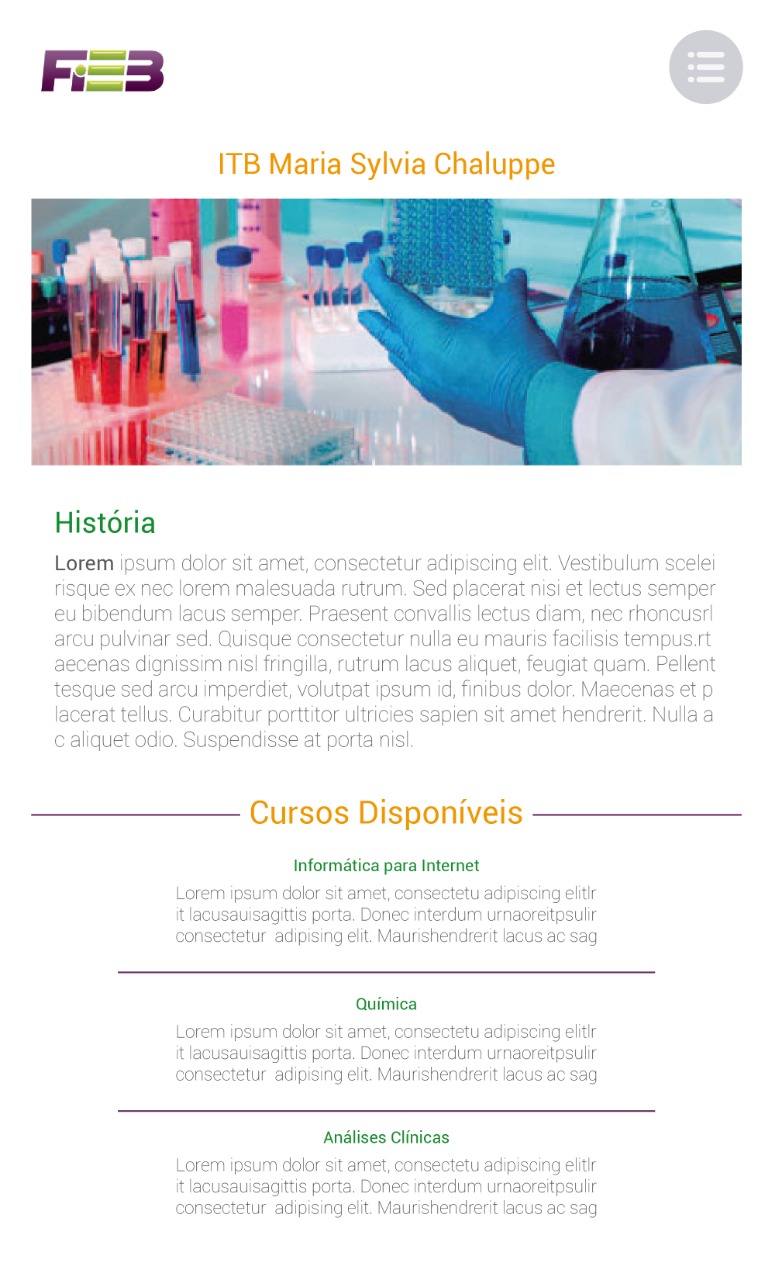 FIEB
ITB Maria Sylvia Chaluppe
História
Lorem ipsum dolor sit amet, consectetur adipiscing elit. Vestibulum scelei
risque ex nec lorem malesuada rutrum. Sed placerat nisi et lectus semper
eu bibendum lacus semper. Praesent convallis lectus diam, nec rhoncusrl
arcu pulvinar sed. Quisque consectetur nulla eu mauris facilisis tempus.rt
aecenas dignissim nisl fringilla, rutrum lacus aliquet, feugiat quam. Pellent
tesque sed arcu imperdiet, volutpat ipsum id, finibus dolor. Maecenas et p
lacerat tellus. Curabitur porttitor ultricies sapien sit amet hendrerit. Nulla a
c aliquet odio. Suspendisse at porta nisl.
Cursos Disponíveis
Informática para Internet
Lorem ipsum dolor sit amet, consectetu adipiscing elitlr
it lacusauisagittis porta. Donec interdum urnaoreitpsulir
consectetur  adipising elit. Maurishendrerit lacus ac sag
Química
Lorem ipsum dolor sit amet, consectetu adipiscing elitlr
it lacusauisagittis porta. Donec interdum urnaoreitpsulir
consectetur  adipising elit. Maurishendrerit lacus ac sag
Análises Clínicas
Lorem ipsum dolor sit amet, consectetu adipiscing elitlr
it lacusauisagittis porta. Donec interdum urnaoreitpsulir
consectetur  adipising elit. Maurishendrerit lacus ac sag